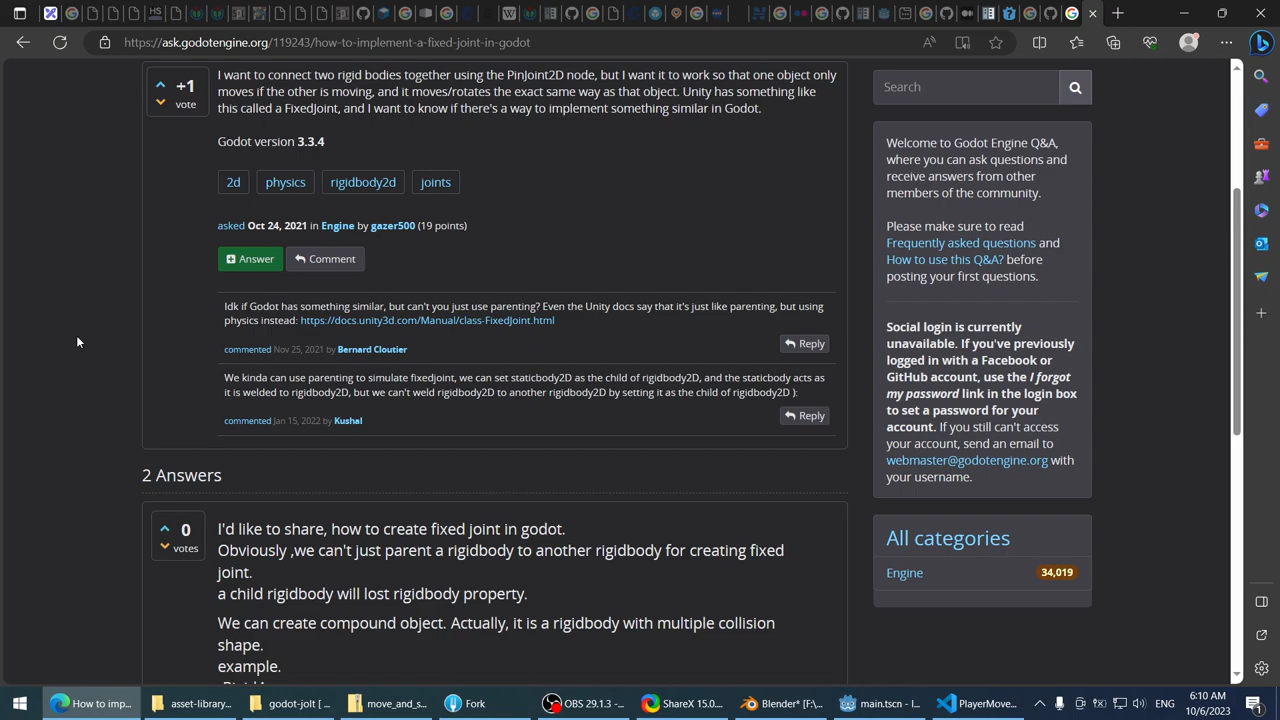 https://ask.godotengine.org/119243/how-to-implement-a-fixed-joint-in-godot
+1
vote
I want to connect two rigid bodies together using the PinJoint2D node, but I want it to work so that one object only
moves if the other is moving, and it moves/rotates the exact same way as that object. Unity has something like
this called a FixedJoint, and I want to know if there's a way to implement something similar in Godot.
Godot version 3.3.4
2d
physics
rigidbody2d
joints
asked Oct 24, 2021 in Engine by gazer500 (19 points)
Answer
Comment
Idk if Godot has something similar, but can't you just use parenting? Even the Unity docs say that it's just like parenting, but using
physics instead: https://docs.unity3d.com/Manual/class-FixedJoint.html
commented Nov 25, 2021 by Bernard Cloutier
Reply
We kinda can use parenting to simulate fixedjoint, we can set staticbody2D as the child of rigidbody2D, and the staticbody acts as
it is welded to rigidbody2D, but we can't weld rigidbody2D to another rigidbody2D by setting it as the child of rigidbody2D ):
commented Jan 15, 2022 by Kushal
Reply
2 Answers
0
votes
I'd like to share, how to create fixed joint in godot.
Obviously ,we can't just parent a rigidbody to another rigidbody for creating fixed
joint.
a child rigidbody will lost rigidbody property.
We can create compound object. Actually, it is a rigidbody with multiple collision
shape.
example.
Search
Welcome to Godot Engine Q&A,
where you can ask questions and
receive answers from other
members of the community.
Please make sure to read
Frequently asked questions and
How to use this Q&A? before
posting your first questions.
Social login is currently
unavailable. If you've previously
logged in with a Facebook or
GitHub account, use the I forgot
my password link in the login box
to set a password for your
account. If you still can't access
your account, send an email to
webmaster@godotengine.org with
your username.
All categories
Engine
34,019
How to imp...
asset-library...
godot-jolt [ ...
move_and_s...
Fork
OBS 29.1.3 -...
ShareX 15.0...
Blender* [F:\...
main.tscn - I...
PlayerMove...
ENG
6:10 AM
10/6/2023
1